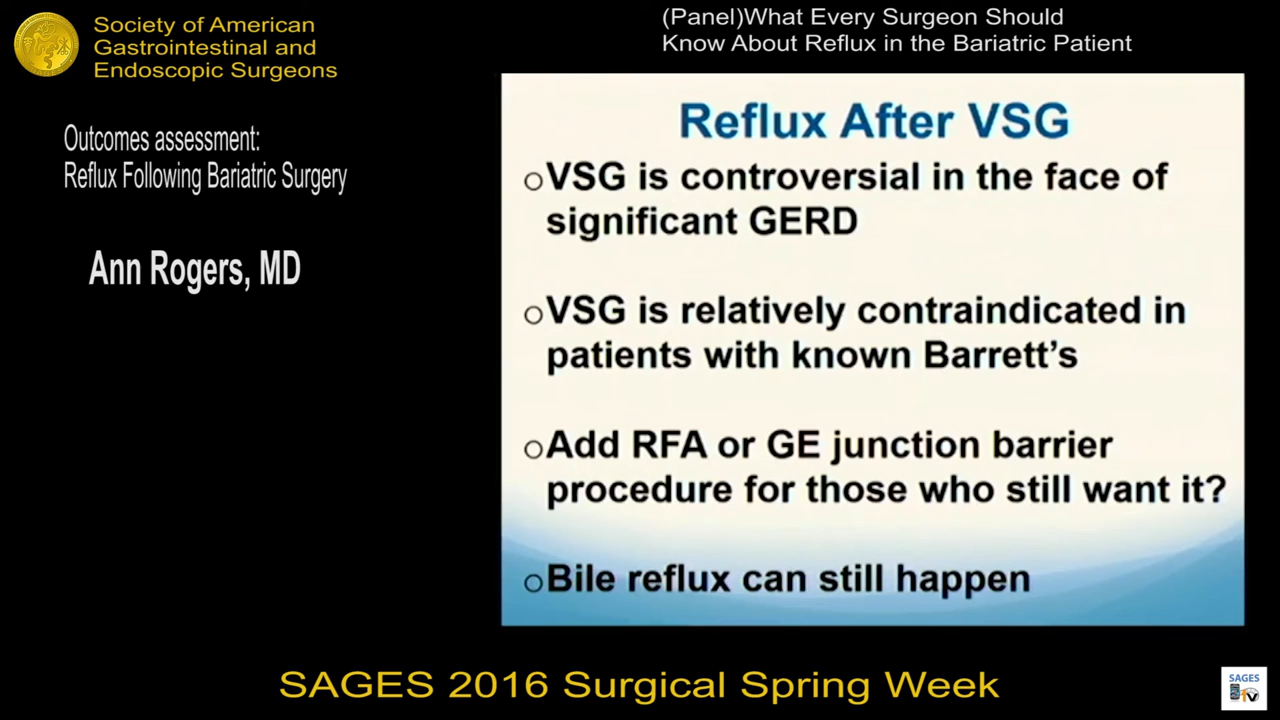 Society of American
Gastrointestinal and
Endoscopic Surgeons
(Panel)What Every Surgeon Should
Know About Reflux in the Bariatric Patient
Outcomes assessment:
Reflux Following Bariatric Surgery
Ann Rogers, MD
Reflux After VSG
VSG is controversial in the face of
significant GERD
VSG is relatively contraindicated in
patients with known Barrett's
Add RFA or GE junction barrier
procedure for those who still want it?
Bile reflux can still happen
SAGES 2016 Surgical Spring Week
SAGES
TV